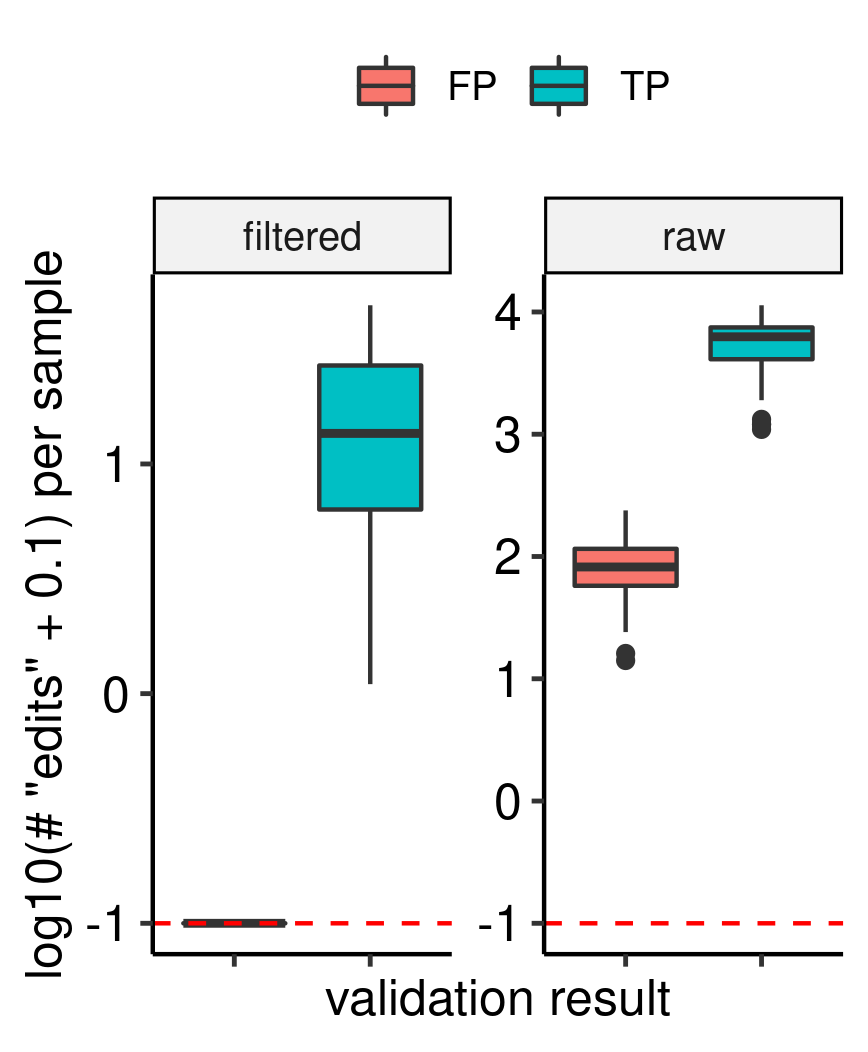 FP TP
filtered raw
log10(# "edits" + 0.1) per sample
1
0
-1
4
3
2
1
0
-1
validation result